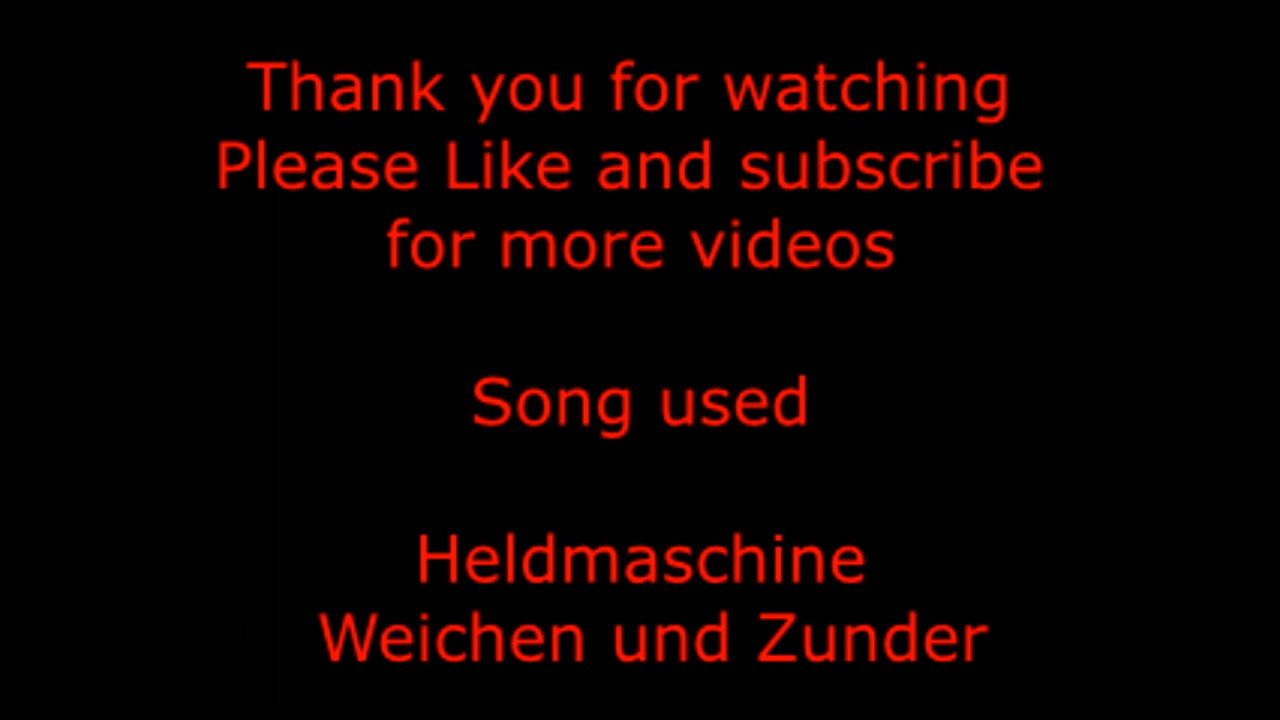 Thank you for watching
Please Like and subscribe
for more videos
Song used
Heldmaschine
Weichen und Zunder